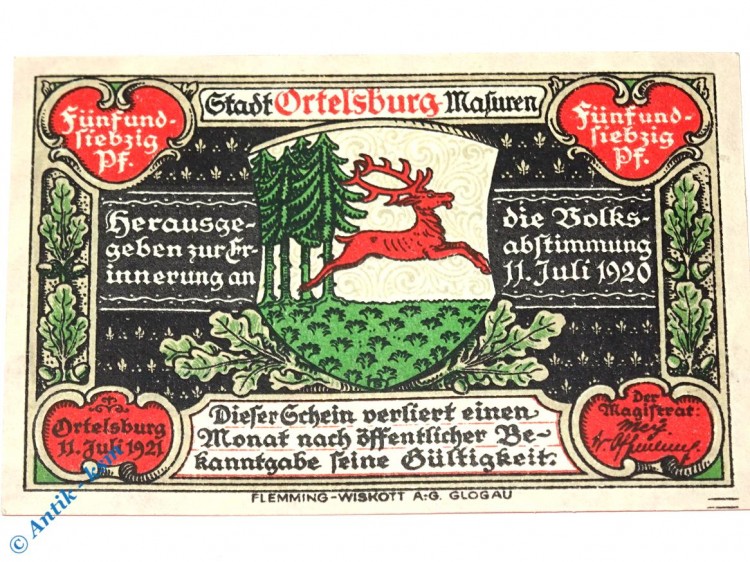 Stadt Ortelsburg-Masuren
Fünfund-
siebzig
Pf.
Fünfund-
siebzig
Pf.
Herausge-
geben zur Er-
innerung an
die Volks-
abstimmung
11. Juli 1920
Ortelsburg
11. Juli 1921
Dieser Schein verliert einen
Monat nach öffentlicher Be-
kanntgabe seine Gültigkeit.
Der
Magistrat:
FLEMMING-WISKOTT A.-G. GLOGAU
© Antik - kow